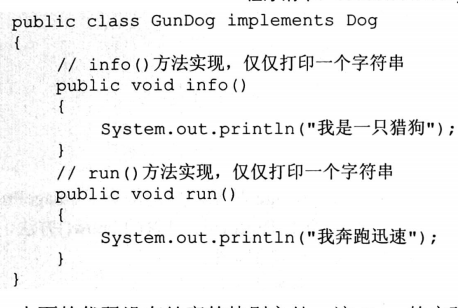 public class GunDog implements Dog
{
// info()方法实现，仅仅打印一个字符串
public void info()
{
System.out.println("我是一只猎狗");
}
// run()方法实现，仅仅打印一个字符串
public void run()
{
System.out.println("我奔跑迅速");
}
}